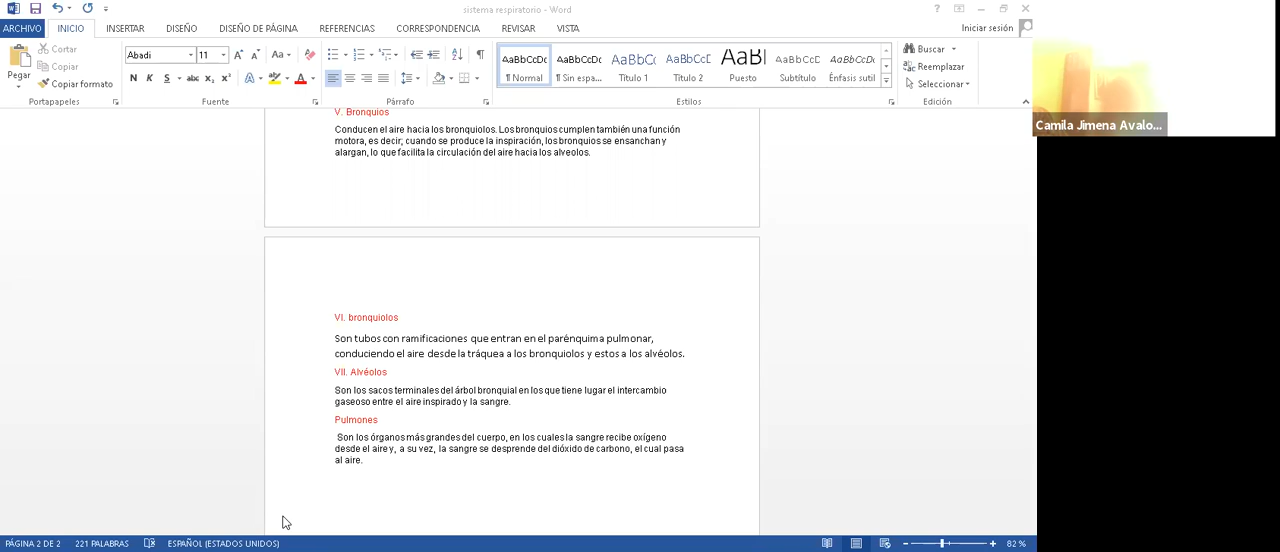 sistema respiratorio - Word
ARCHIVO INICIO INSERTAR DISEÑO DISEÑO DE PÁGINA REFERENCIAS CORRESPONDENCIA REVISAR VISTA Iniciar sesión
Pegar
Cortar
Copiar
Copiar formato
Portapapeles
Abadi 11
Fuente
Párrafo
AaBbCcDc AaBbCcDc AaBbCc AaBbCcD AaBl AaBbCcD AaBbCcDc
¶ Normal ¶ Sin espa... Título 1 Título 2 Puesto Subtítulo Énfasis sutil
Estilos
Buscar
Reemplazar
Seleccionar
Edición
Camila Jimena Avalo...
V. Bronquios
Conducen el aire hacia los bronquiolos. Los bronquios cumplen también una función
motora, es decir; cuando se produce la inspiración, los bronquios se ensanchan y
alargan, lo que facilita la circulación del aire hacia los alveolos.
VI. bronquiolos
Son tubos con ramificaciones que entran en el parénquima pulmonar,
conduciendo el aire desde la tráquea a los bronquiolos y estos a los alvéolos.
VII. Alvéolos
Son los sacos terminales del árbol bronquial en los que tiene lugar el intercambio
gaseoso entre el aire inspirado y la sangre.
Pulmones
Son los órganos más grandes del cuerpo, en los cuales la sangre recibe oxígeno
desde el aire y, a su vez, la sangre se desprende del dióxido de carbono, el cual pasa
al aire.
PÁGINA 2 DE 2 221 PALABRAS ESPAÑOL (ESTADOS UNIDOS) 82 %